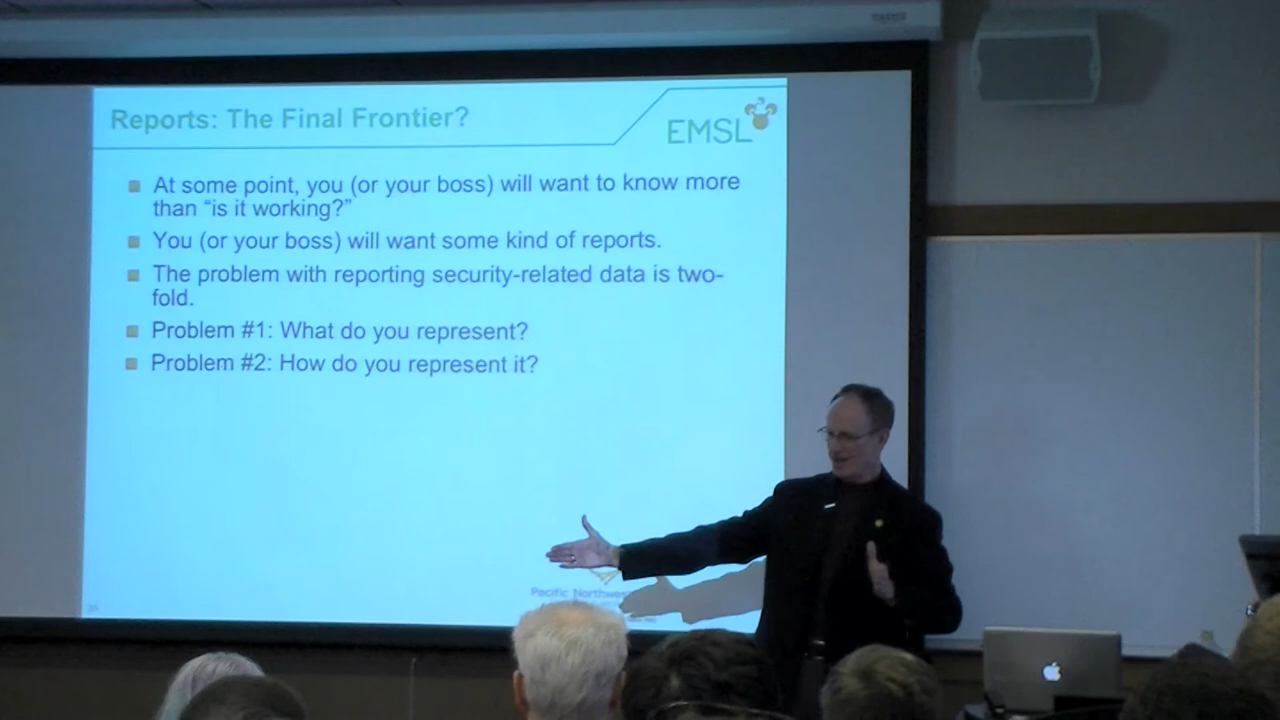 Reports: The Final Frontier?
EMSL
At some point, you (or your boss) will want to know more
than “is it working?”
You (or your boss) will want some kind of reports.
The problem with reporting security-related data is two-
fold.
Problem #1: What do you represent?
Problem #2: How do you represent it?
Pacific Northwest